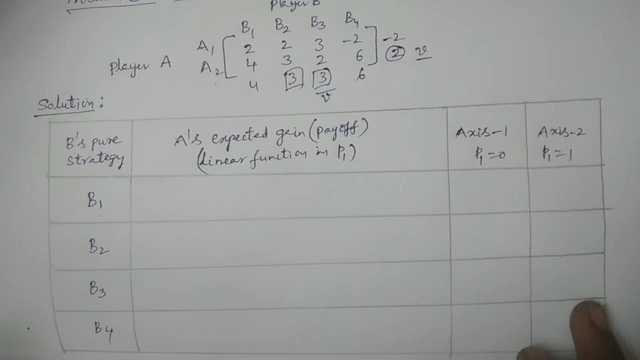 Player B
B1 B2 B3 B4
Player A A1 2 2 3 -2 -2
A2 4 3 2 6 2 v
4 3 3 6
v
Solution:
B's pure strategy A's expected gain (payoff) (linear function in P1) Axis-1 P1=0 Axis-2 P1=1
B1
B2
B3
B4